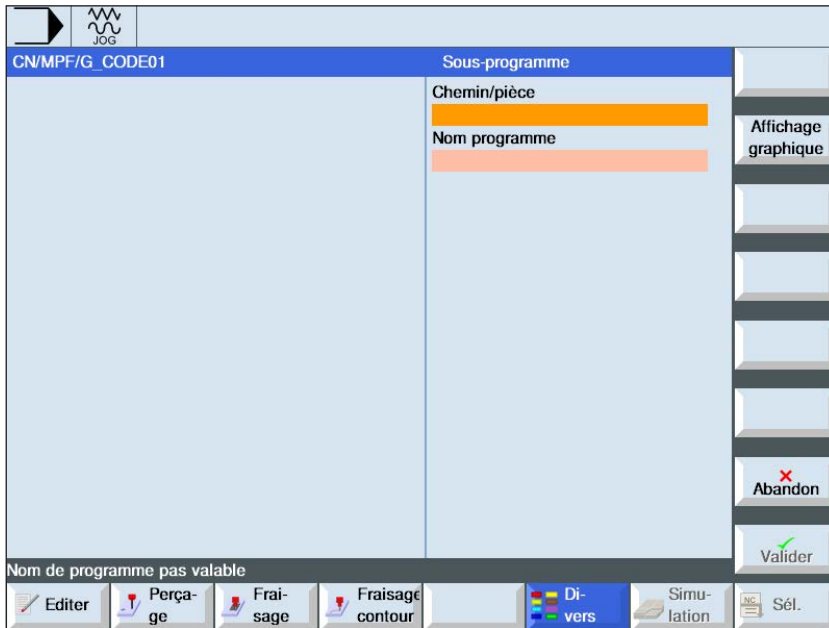 JOG
CN/MPF/G_CODE01
Sous-programme
Chemin/pièce
Nom programme
Affichage
graphique
Abandon
Valider
Nom de programme pas valable
Editer
Perça-
ge
Frai-
sage
Fraisage
contour
Di-
vers
Simu-
lation
NC
Sél.